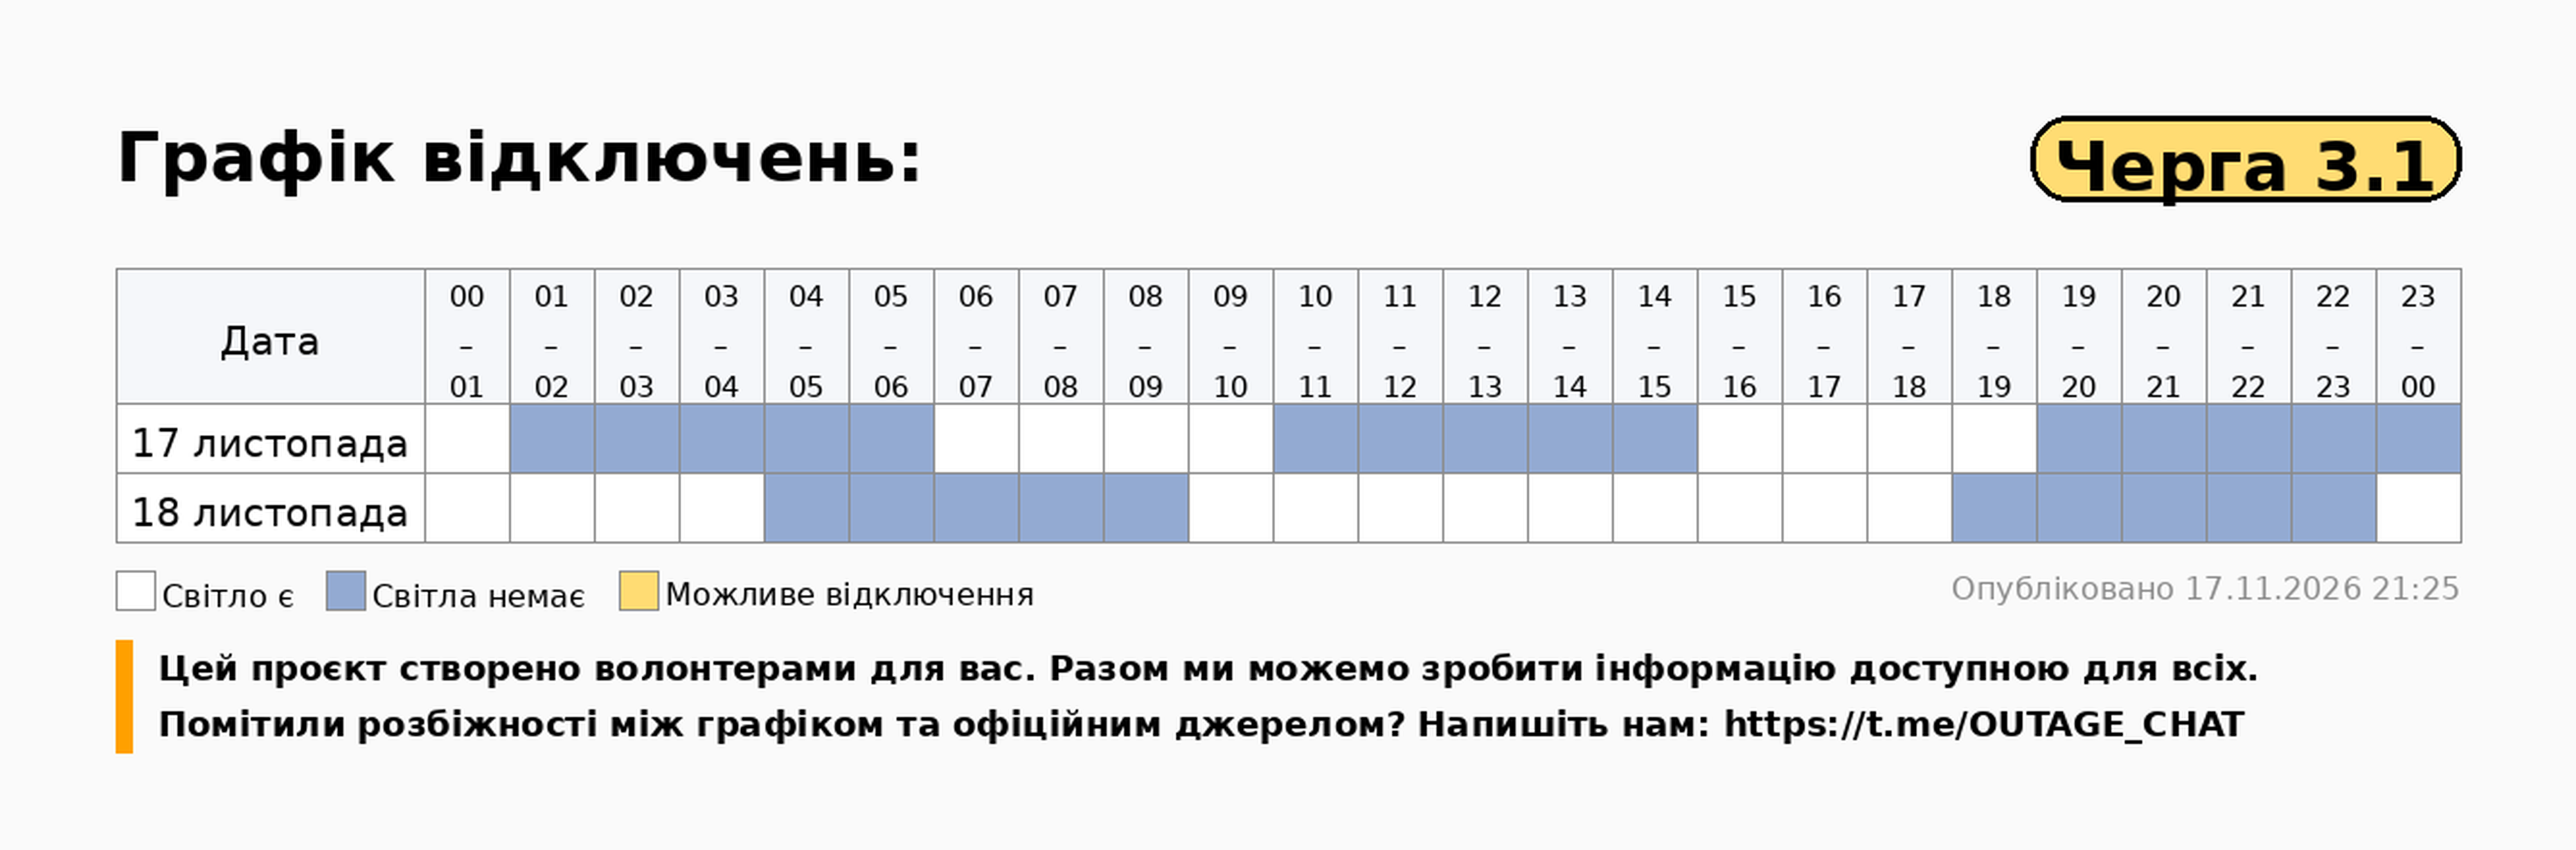 Графік відключень:
Черга 3.1
Дата 00 – 01 01 – 02 02 – 03 03 – 04 04 – 05 05 – 06 06 – 07 07 – 08 08 – 09 09 – 10 10 – 11 11 – 12 12 – 13 13 – 14 14 – 15 15 – 16 16 – 17 17 – 18 18 – 19 19 – 20 20 – 21 21 – 22 22 – 23 23 – 00
17 листопада
18 листопада
Світло є Світла немає Можливе відключення
Опубліковано 17.11.2026 21:25
Цей проєкт створено волонтерами для вас. Разом ми можемо зробити інформацію доступною для всіх.
Помітили розбіжності між графіком та офіційним джерелом? Напишіть нам: https://t.me/OUTAGE_CHAT